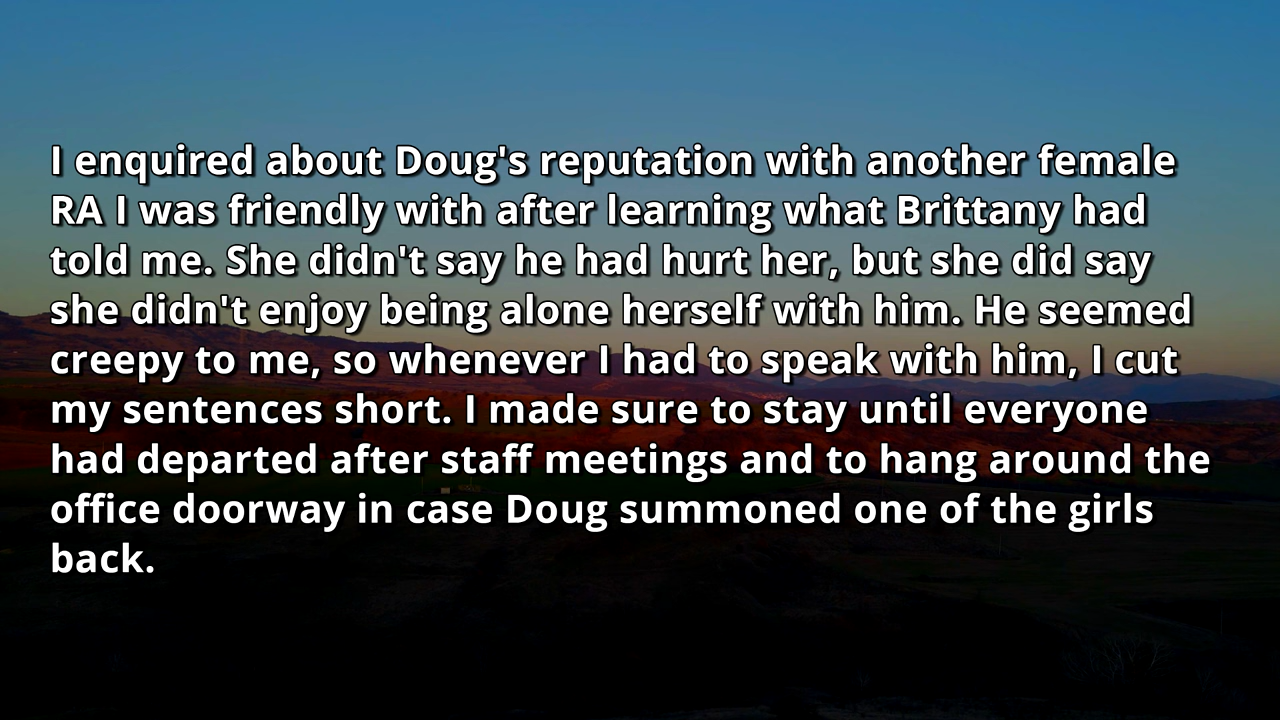 I enquired about Doug's reputation with another female
RA I was friendly with after learning what Brittany had
told me. She didn't say he had hurt her, but she did say
she didn't enjoy being alone herself with him. He seemed
creepy to me, so whenever I had to speak with him, I cut
my sentences short. I made sure to stay until everyone
had departed after staff meetings and to hang around the
office doorway in case Doug summoned one of the girls
back.